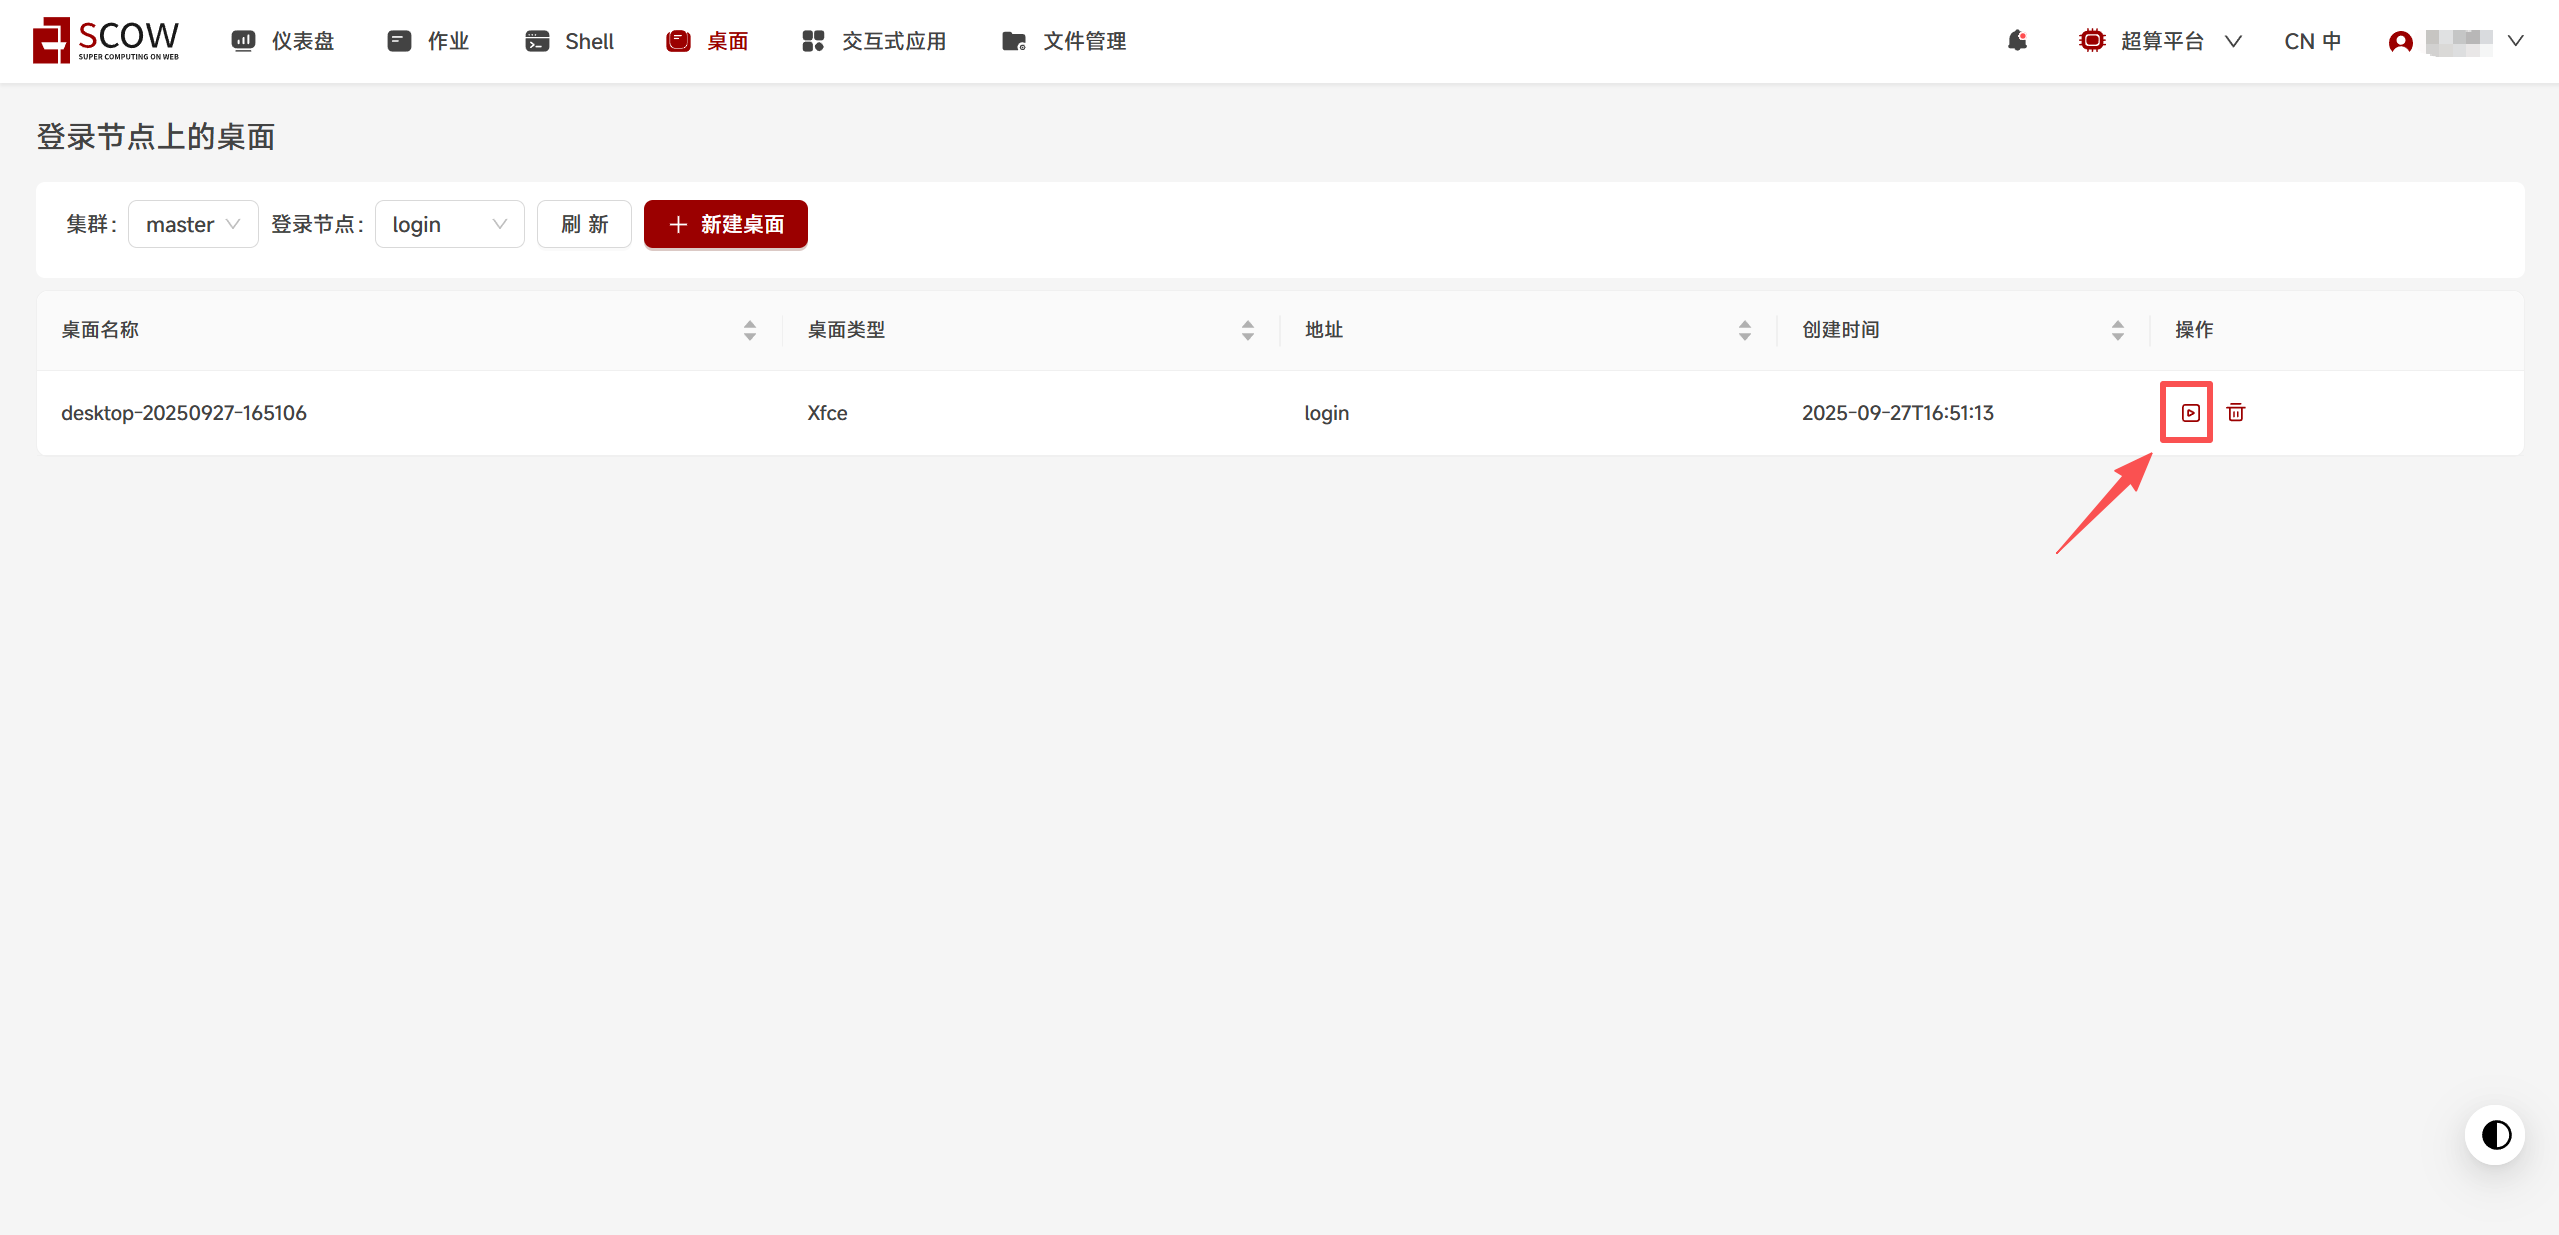 SCOW
SUPER COMPUTING ON WEB
仪表盘
作业
Shell
桌面
交互式应用
文件管理
超算平台
CN 中
登录节点上的桌面
集群: master 登录节点: login 刷新 新建桌面
桌面名称 桌面类型 地址 创建时间 操作
desktop-20250927-165106 Xfce login 2025-09-27T16:51:13